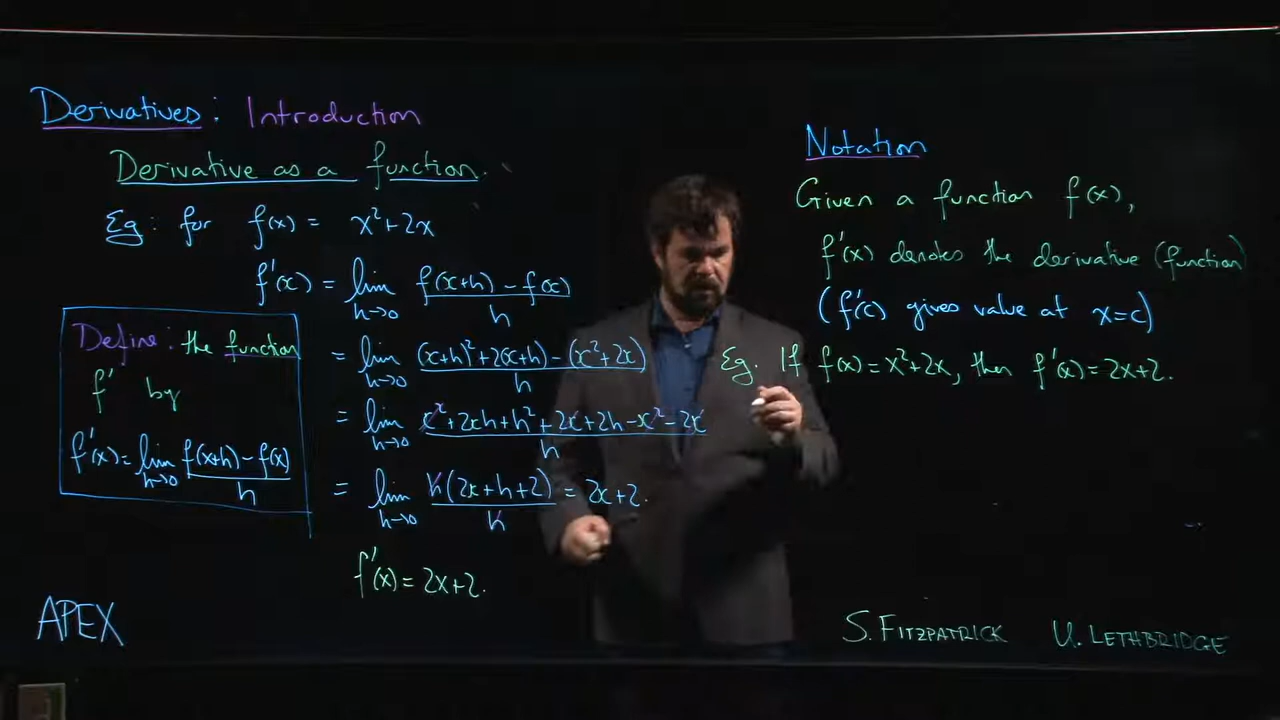 Derivatives: Introduction
Derivative as a function.
Eg: for f(x) = x²+2x
f'(x) = lim h→0 (f(x+h) - f(x))/h
= lim h→0 ((x+h)²+2(x+h) - (x²+2x))/h
= lim h→0 (x²+2xh+h²+2x+2h-x²-2x)/h
= lim h→0 h(2x+h+2)/h = 2x+2.
f'(x) = 2x+2.
Define: the function
f' by
f'(x) = lim h→0 (f(x+h) - f(x))/h
APEX
Notation
Given a function f(x),
f'(x) denotes the derivative (function)
(f'(c) gives value at x=c)
Eg. If f(x) = x²+2x, then f'(x) = 2x+2.
S. FITZPATRICK U. LETHBRIDGE